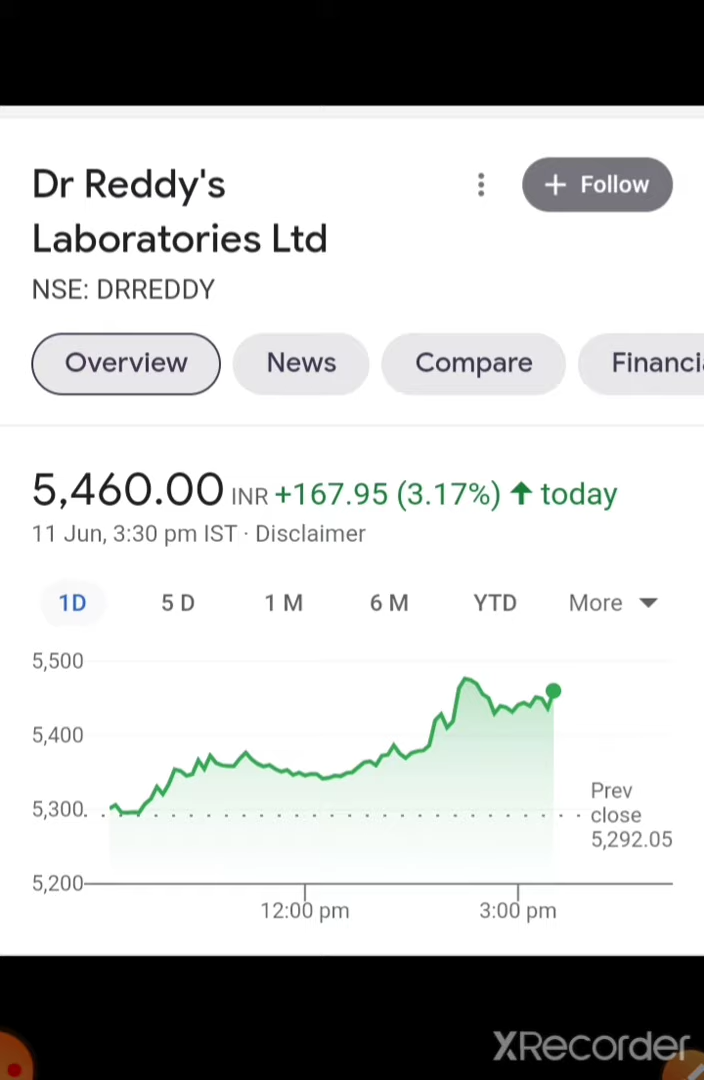 Dr Reddy's
Laboratories Ltd
+ Follow
NSE: DRREDDY
Overview News Compare Financi
5,460.00 INR +167.95 (3.17%) ↑ today
11 Jun, 3:30 pm IST · Disclaimer
1D 5 D 1 M 6 M YTD More
5,500
5,400
5,300
5,200
Prev
close
5,292.05
12:00 pm 3:00 pm
XRecorder